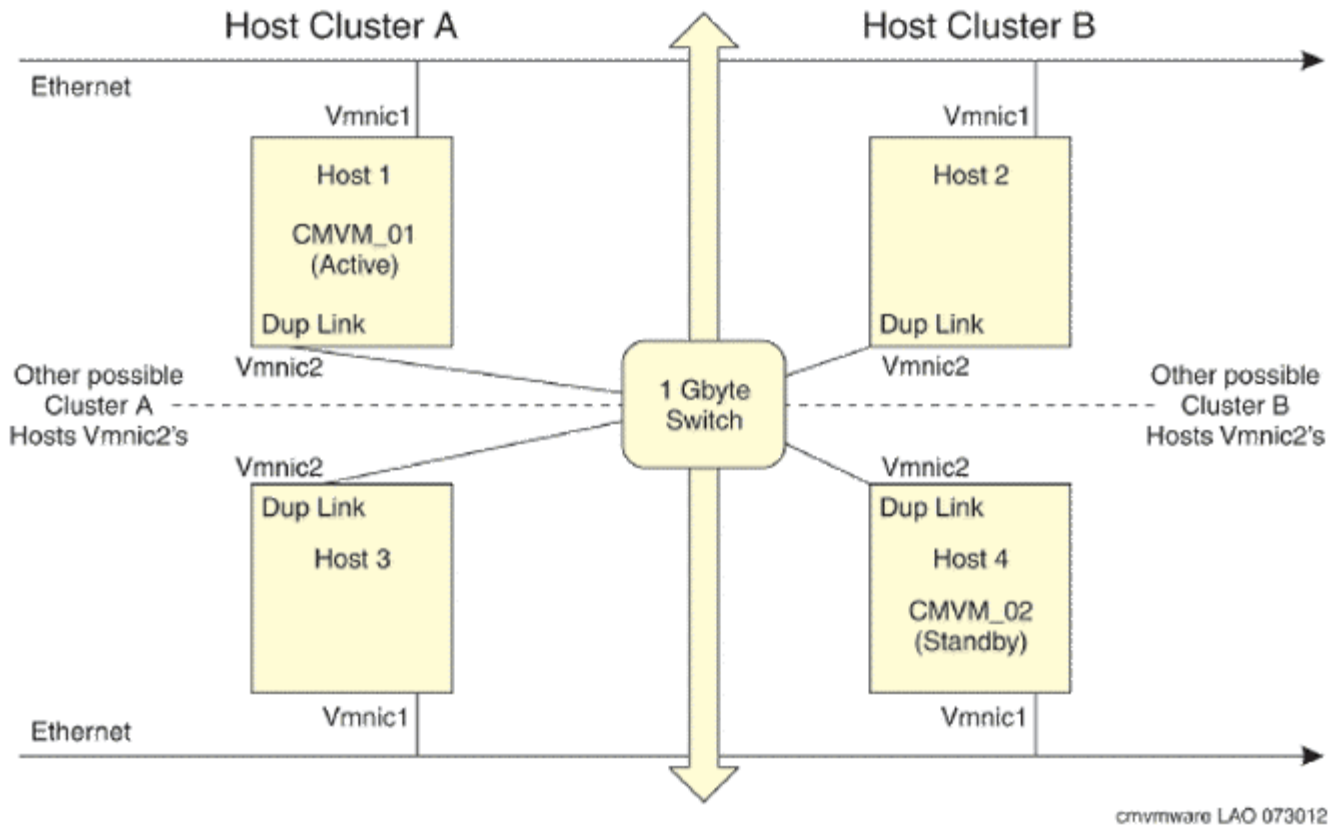 Host Cluster A
Host Cluster B
Ethernet
Vmnic1
Vmnic1
Host 1
CMVM_01
(Active)
Dup Link
Vmnic2
Host 2
Dup Link
Vmnic2
Other possible
Cluster A
Hosts Vmnic2's
1 Gbyte
Switch
Other possible
Cluster B
Hosts Vmnic2's
Vmnic2
Dup Link
Host 3
Vmnic2
Dup Link
Host 4
CMVM_02
(Standby)
Vmnic1
Vmnic1
Ethernet
cmvmware LAO 073012